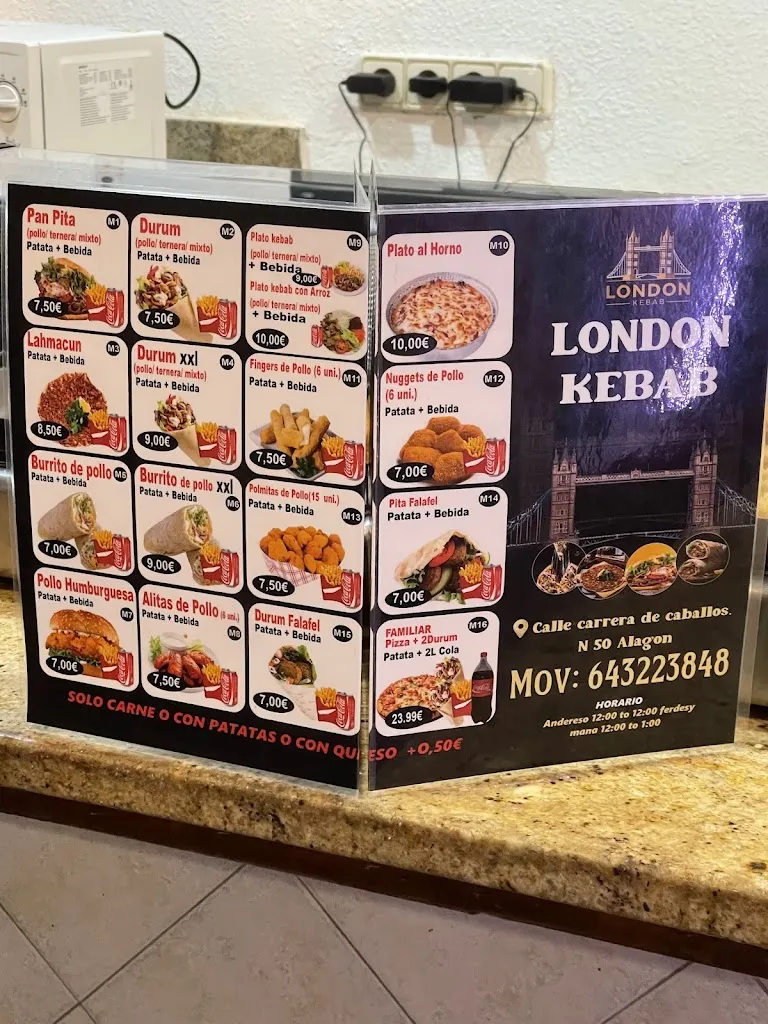 Pan Pita
M1
(pollo/ ternera/ mixto)
Patata + Bebida
7,50€
Durum
M2
(pollo/ ternera/ mixto)
Patata + Bebida
7,50€
Plato kebab
M9
(pollo/ ternera/ mixto)
+ Bebida
9,00€
Plato kebab con Arroz
(pollo/ ternera/ mixto)
+ Bebida
10,00€
Lahmacun
M3
Patata + Bebida
8,50€
Durum xxl
M4
(pollo/ ternera/ mixto)
Patata + Bebida
9,00€
Fingers de Pollo (6 uni.)
M11
Patata + Bebida
7,50€
Burrito de pollo
M5
Patata + Bebida
7,00€
Burrito de pollo xxl
M6
Patata + Bebida
9,00€
Polmitas de Pollo(15 uni.)
M13
Patata + Bebida
7,50€
Pollo Humburguesa
Patata + Bebida
M7
7,00€
Alitas de Pollo (6 uni.)
Patata + Bebida
M8
7,50€
Durum Falafel
M15
Patata + Bebida
7,00€
SOLO CARNE O CON PATATAS O CON QUESO +0,50€
Plato al Horno
M10
10,00€
Nuggets de Pollo
M12
(6 uni.)
Patata + Bebida
7,00€
Pita Falafel
M14
Patata + Bebida
7,00€
FAMILIAR
M16
Pizza + 2Durum
Patata + 2L Cola
23.99€
LONDON
KEBAB
LONDON
KEBAB
Calle carrera de caballos.
N 50 Alagon
MOV: 643223848
HORARIO
Andereso 12:00 to 12:00 ferdesy
mana 12:00 to 1:00